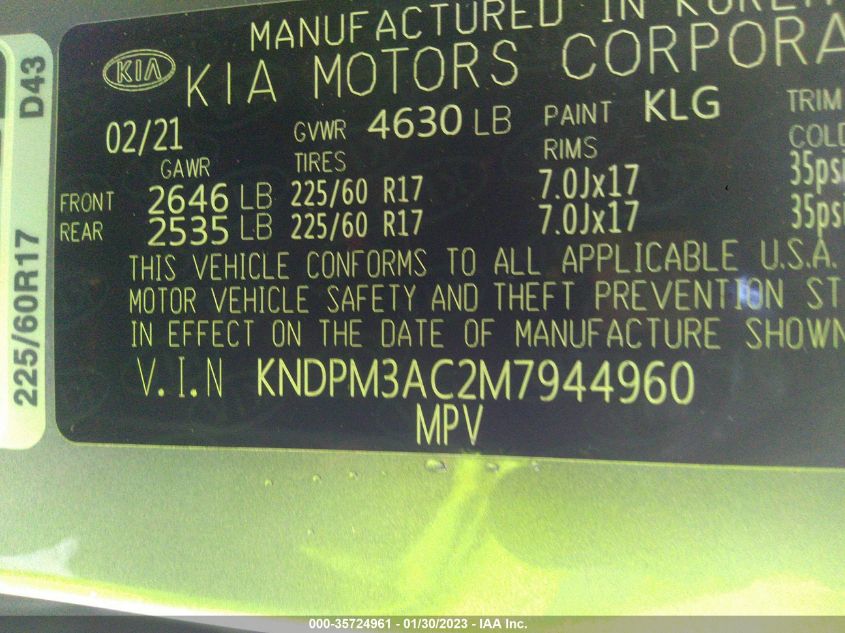 MANUFACTURED IN KOREA
KIA KIA MOTORS CORPORA
02/21 GVWR 4630 LB PAINT KLG TRIM
GAWR TIRES RIMS COLD
FRONT 2646 LB 225/60 R17 7.0Jx17 35psi
REAR 2535 LB 225/60 R17 7.0Jx17 35psi
THIS VEHICLE CONFORMS TO ALL APPLICABLE U.S.A.
MOTOR VEHICLE SAFETY AND THEFT PREVENTION ST
IN EFFECT ON THE DATE OF MANUFACTURE SHOWN
V.I.N KNDPM3AC2M7944960
MPV
225/60R17 D43
000-35724961 — 01/30/2023 — IAA Inc.